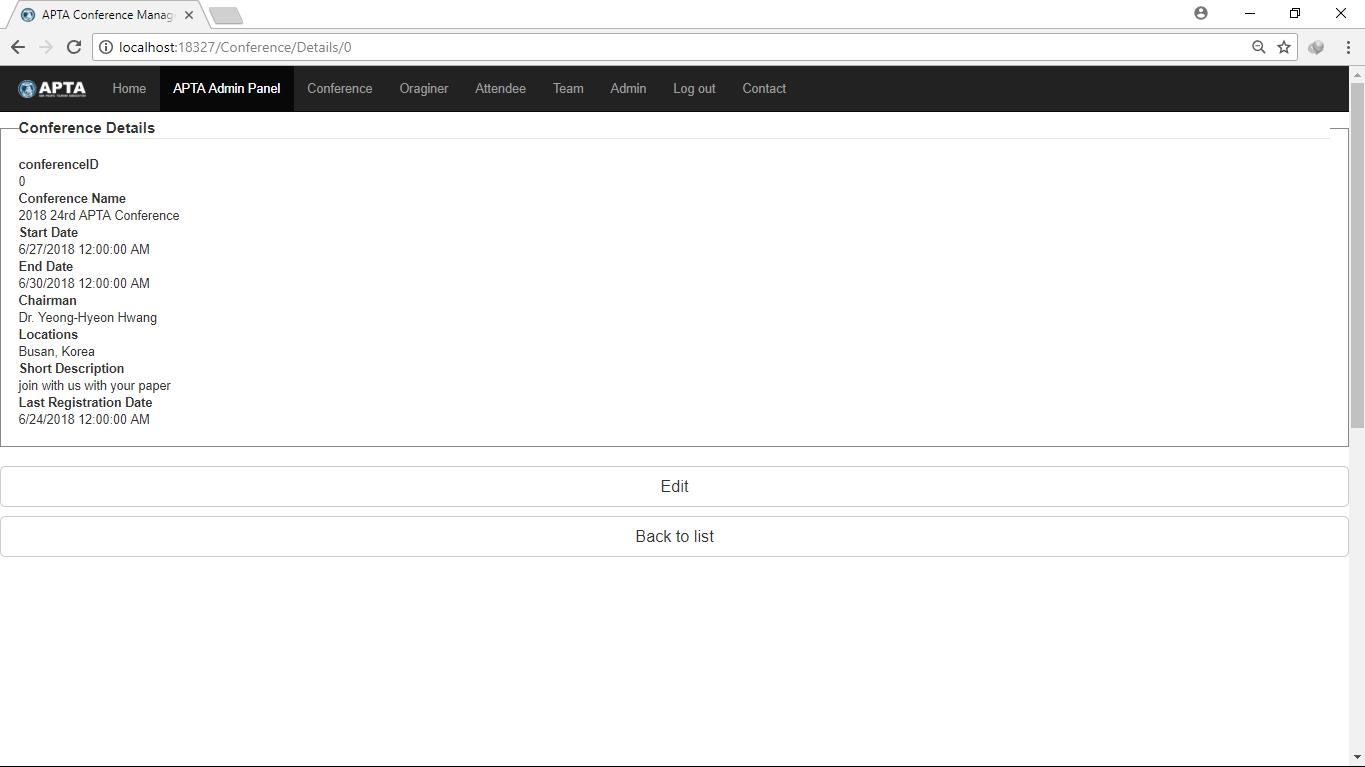 APTA Conference Manag
localhost:18327/Conference/Details/0
APTA Home APTA Admin Panel Conference Oraginer Attendee Team Admin Log out Contact
Conference Details
conferenceID
0
Conference Name
2018 24rd APTA Conference
Start Date
6/27/2018 12:00:00 AM
End Date
6/30/2018 12:00:00 AM
Chairman
Dr. Yeong-Hyeon Hwang
Locations
Busan, Korea
Short Description
join with us with your paper
Last Registration Date
6/24/2018 12:00:00 AM
Edit
Back to list